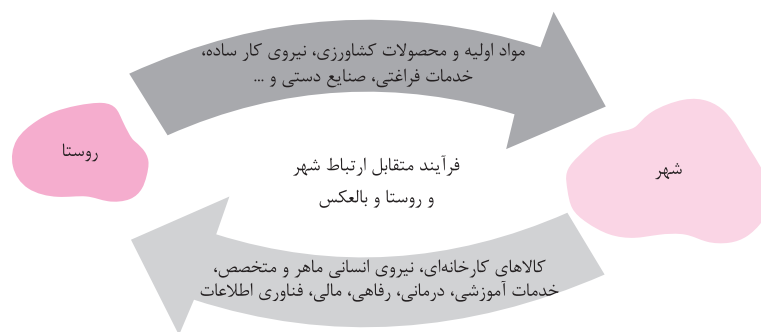 مواد اولیه و محصولات کشاورزی، نیروی کار ساده،
خدمات فراغتی، صنایع دستی و ...
روستا
شهر
فرآیند متقابل ارتباط شهر
و روستا و بالعکس
کالاهای کارخانه‌ای، نیروی انسانی ماهر و متخصص،
خدمات آموزشی، درمانی، رفاهی، مالی، فناوری اطلاعات